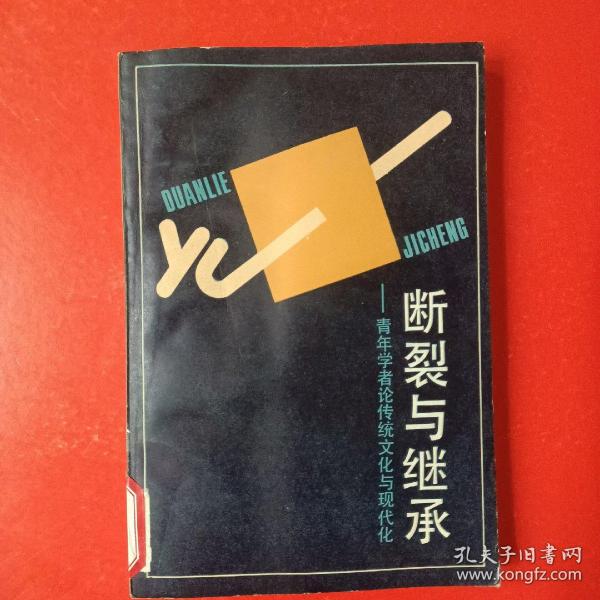 DUANLIE
YU
JICHENG
断裂与继承
——青年学者论传统文化与现代化
孔夫子旧书网
www.kongfz.com